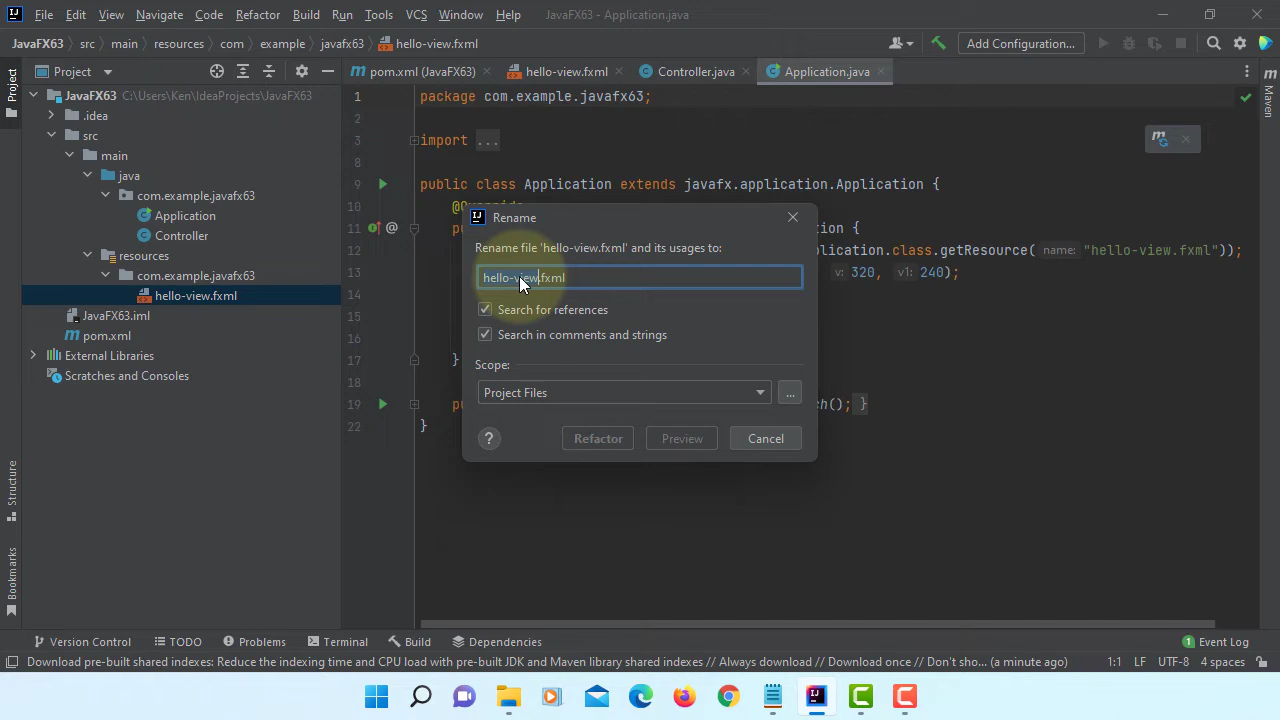 File Edit View Navigate Code Refactor Build Run Tools VCS Window Help JavaFX63 - Application.java
JavaFX63 src main resources com example javafx63 hello-view.fxml Add Configuration...
Project pom.xml (JavaFX63) hello-view.fxml Controller.java Application.java
Project
Maven
Structure
Bookmarks
JavaFX63 C:\Users\Ken\IdeaProjects\JavaFX63
.idea
src
main
java
com.example.javafx63
Application
Controller
resources
com.example.javafx63
hello-view.fxml
JavaFX63.iml
pom.xml
External Libraries
Scratches and Consoles
1 package com.example.javafx63;
2
3 import ...
8
9 public class Application extends javafx.application.Application {
10 @Override
11 pu ption {
12 plication.class.getResource( name: "hello-view.fxml"));
13 v: 320, v1: 240);
14
15
16
17 }
18
19 pu ch(); }
22 }
Rename
Rename file 'hello-view.fxml' and its usages to:
hello-view.fxml
Search for references
Search in comments and strings
Scope:
Project Files ...
? Refactor Preview Cancel
Version Control TODO Problems Terminal Build Dependencies 1 Event Log
Download pre-built shared indexes: Reduce the indexing time and CPU load with pre-built JDK and Maven library shared indexes // Always download // Download once // Don't sho... (a minute ago) 1:1 LF UTF-8 4 spaces